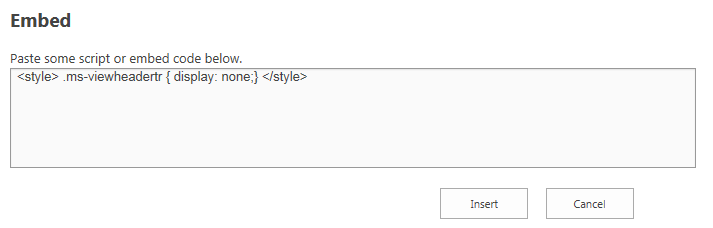 Embed
Paste some script or embed code below.
<style> .ms-viewheadertr { display: none;} </style>
Insert
Cancel